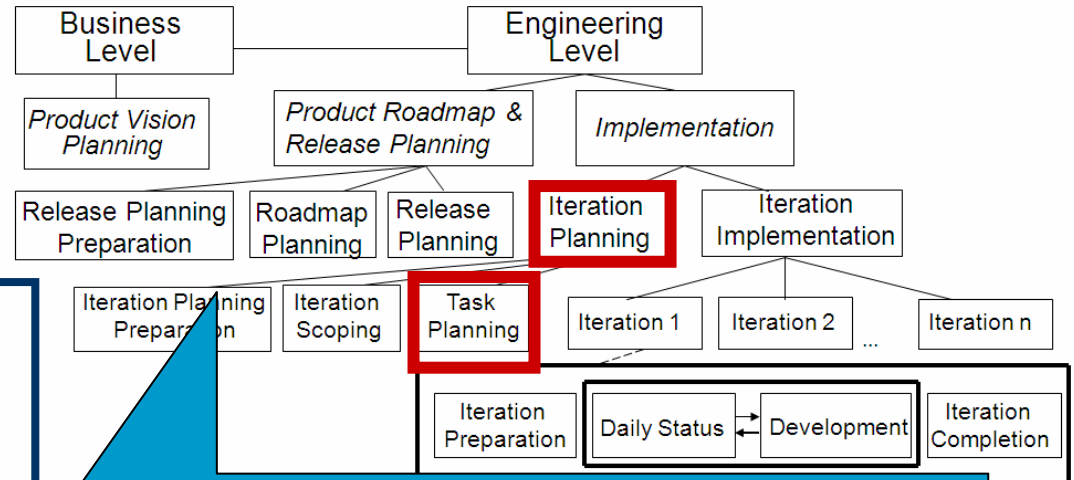 Business
Level
Engineering
Level
Product Vision
Planning
Product Roadmap &
Release Planning
Implementation
Release Planning
Preparation
Roadmap
Planning
Release
Planning
Iteration
Planning
Iteration
Implementation
Iteration Planning
Preparation
Iteration
Scoping
Task
Planning
Iteration 1
Iteration 2
...
Iteration n
Iteration
Preparation
Daily Status
Development
Iteration
Completion